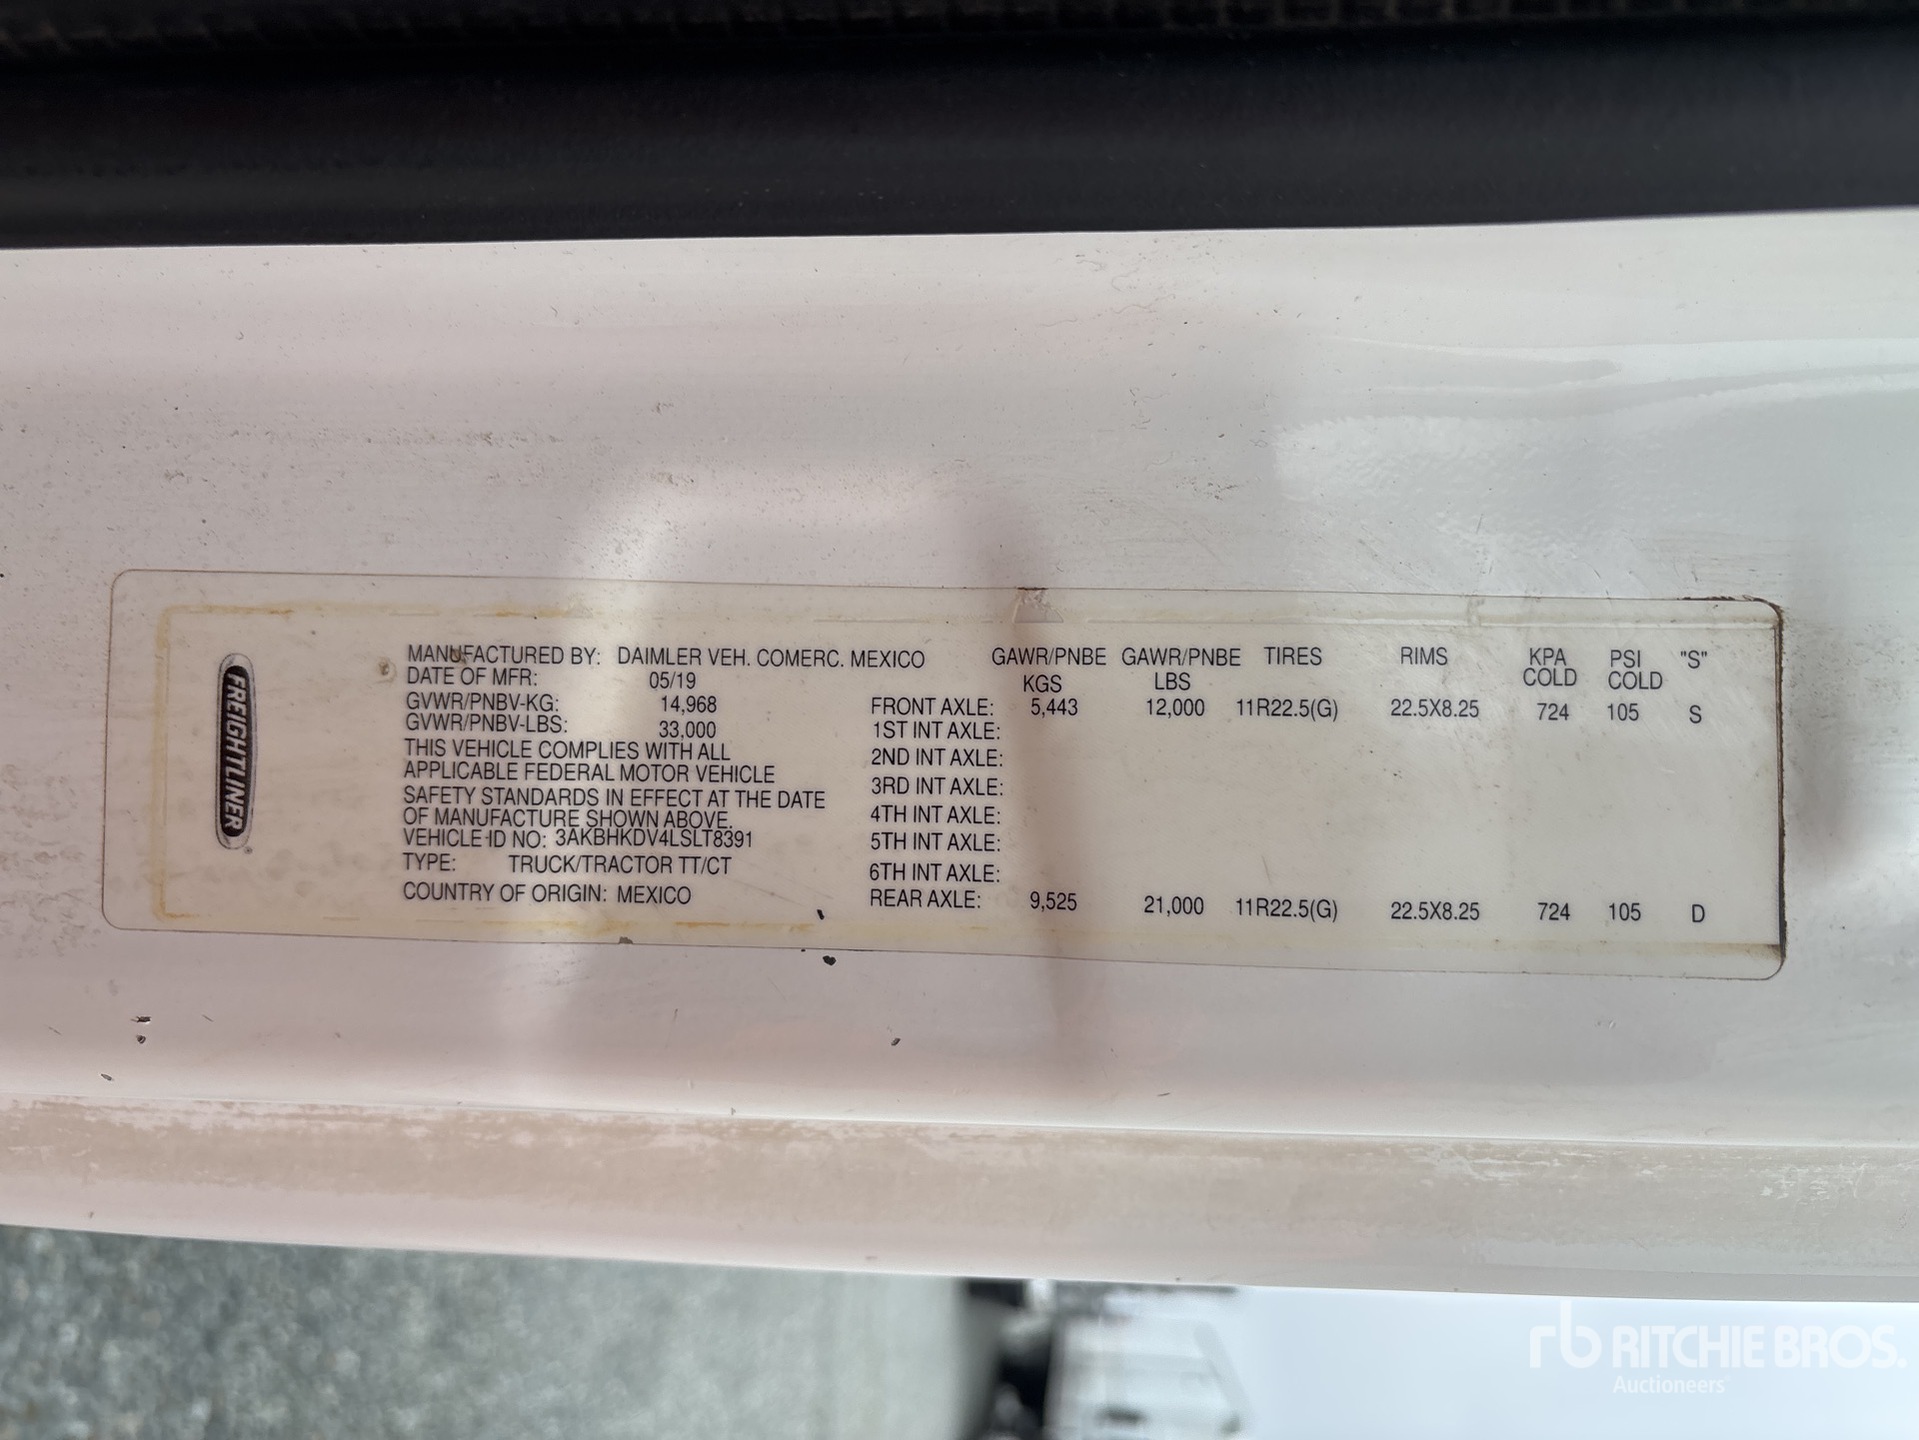 FREIGHTLINER
MANUFACTURED BY: DAIMLER VEH. COMERC. MEXICO
DATE OF MFR: 05/19
GVWR/PNBV-KG: 14,968
GVWR/PNBV-LBS: 33,000
THIS VEHICLE COMPLIES WITH ALL
APPLICABLE FEDERAL MOTOR VEHICLE
SAFETY STANDARDS IN EFFECT AT THE DATE
OF MANUFACTURE SHOWN ABOVE.
VEHICLE ID NO: 3AKBHKDV4LSLT8391
TYPE: TRUCK/TRACTOR TT/CT
COUNTRY OF ORIGIN: MEXICO
GAWR/PNBE GAWR/PNBE TIRES RIMS KPA PSI "S"
KGS LBS COLD COLD
FRONT AXLE: 5,443 12,000 11R22.5(G) 22.5X8.25 724 105 S
1ST INT AXLE:
2ND INT AXLE:
3RD INT AXLE:
4TH INT AXLE:
5TH INT AXLE:
6TH INT AXLE:
REAR AXLE: 9,525 21,000 11R22.5(G) 22.5X8.25 724 105 D
rb RITCHIE BROS.
Auctioneers